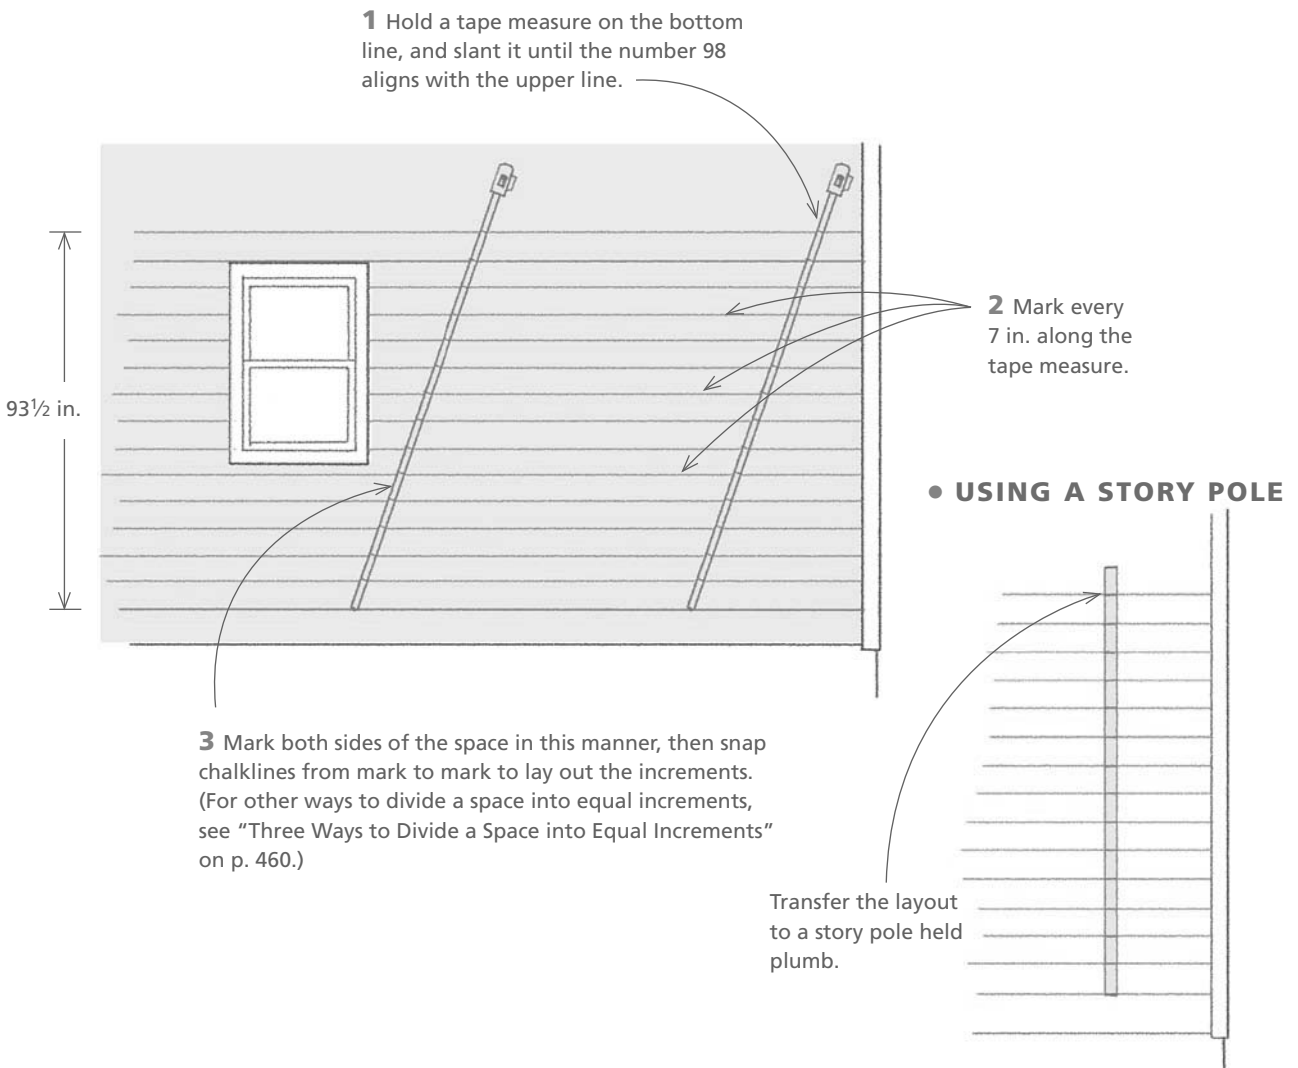 1 Hold a tape measure on the bottom
line, and slant it until the number 98
aligns with the upper line.
2 Mark every
7 in. along the
tape measure.
93½ in.
• USING A STORY POLE
3 Mark both sides of the space in this manner, then snap
chalklines from mark to mark to lay out the increments.
(For other ways to divide a space into equal increments,
see “Three Ways to Divide a Space into Equal Increments”
on p. 460.)
Transfer the layout
to a story pole held
plumb.